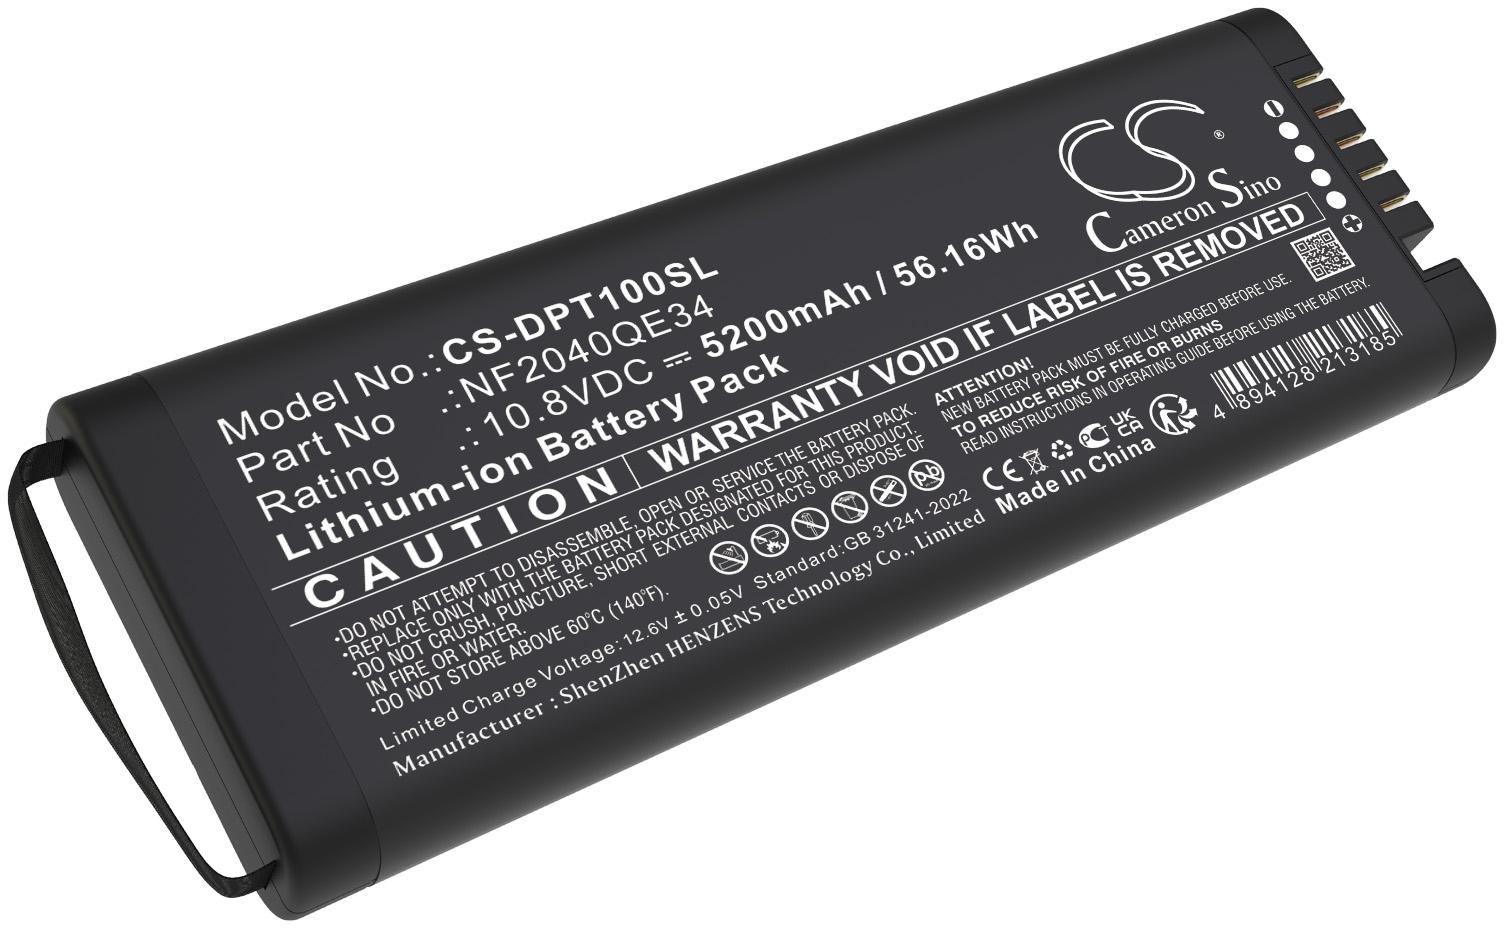 CS®
Cameron Sino
Model No.:CS-DPT100SL
Part No .:NF2040QE34
Rating .:10.8VDC ⎓ 5200mAh / 56.16Wh
Lithium-ion Battery Pack
CAUTION | WARRANTY VOID IF LABEL IS REMOVED
•DO NOT ATTEMPT TO DISASSEMBLE, OPEN OR SERVICE THE BATTERY PACK.
•REPLACE ONLY WITH THE BATTERY PACK DESIGNATED FOR THIS PRODUCT.
•DO NOT CRUSH, PUNCTURE, SHORT EXTERNAL CONTACTS OR DISPOSE OF
IN FIRE OR WATER.
•DO NOT STORE ABOVE 60°C (140°F).
ATTENTION!
NEW BATTERY PACK MUST BE FULLY CHARGED BEFORE USE.
TO REDUCE RISK OF FIRE OR BURNS
READ INSTRUCTIONS IN OPERATING GUIDE BEFORE USING THE BATTERY.
4 894128 213185
Pb
CE UK CA
Made In China
Limited Charge Voltage: 12.6V ± 0.05V Standard: GB 31241-2022
Manufacturer : ShenZhen HENZENS Technology Co., Limited